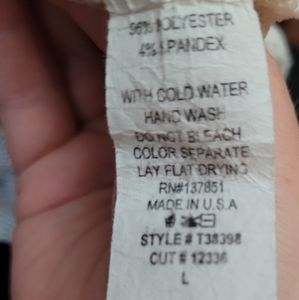 96% POLYESTER
4% SPANDEX
WITH COLD WATER
HAND WASH
DO NOT BLEACH
COLOR SEPARATE
LAY FLAT DRYING
RN#137851
MADE IN U.S.A
STYLE # T38398
CUT # 12336
L